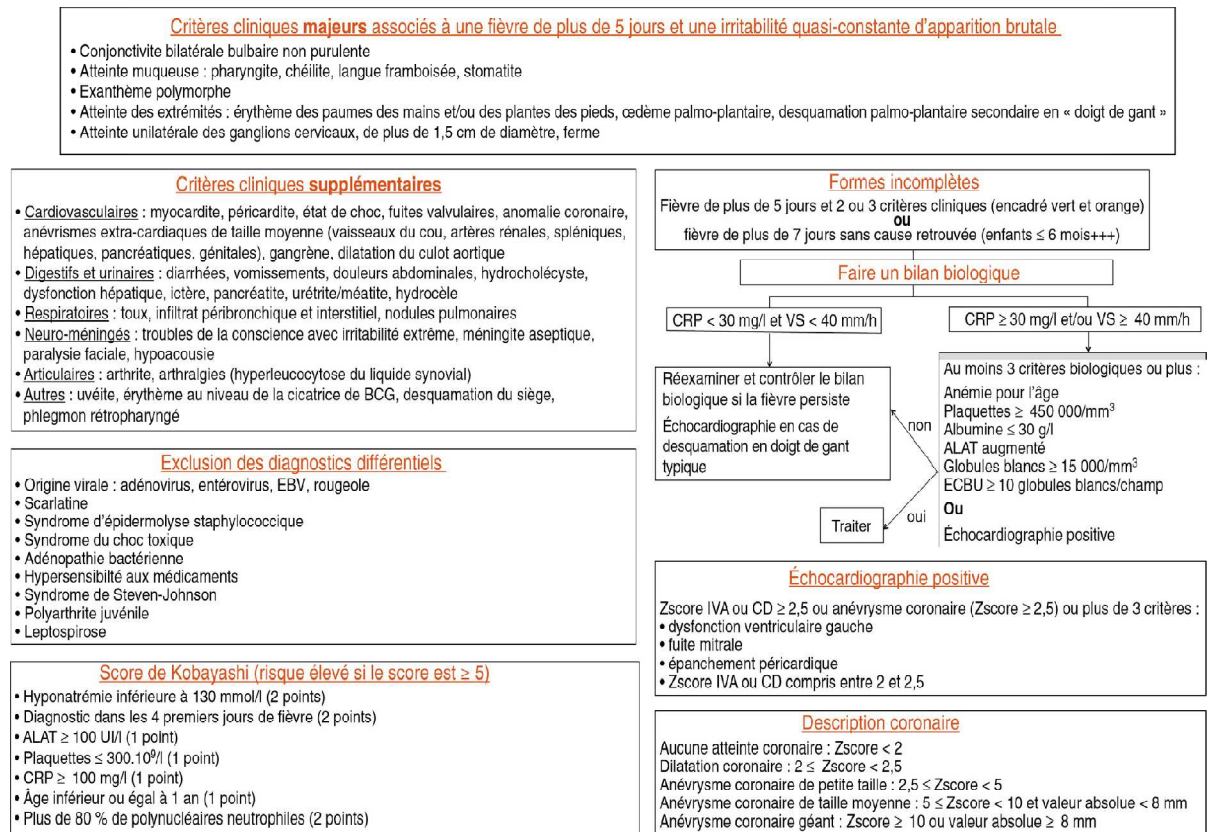 Critères cliniques majeurs associés à une fièvre de plus de 5 jours et une irritabilité quasi-constante d'apparition brutale
• Conjonctivite bilatérale bulbaire non purulente
• Atteinte muqueuse : pharyngite, chéilite, langue framboisée, stomatite
• Exanthème polymorphe
• Atteinte des extrémités : érythème des paumes des mains et/ou des plantes des pieds, œdème palmo-plantaire, desquamation palmo-plantaire secondaire en « doigt de gant »
• Atteinte unilatérale des ganglions cervicaux, de plus de 1,5 cm de diamètre, ferme
Critères cliniques supplémentaires
• Cardiovasculaires : myocardite, péricardite, état de choc, fuites valvulaires, anomalie coronaire,
anévrismes extra-cardiaques de taille moyenne (vaisseaux du cou, artères rénales, spléniques,
hépatiques, pancréatiques, génitales), gangrène, dilatation du culot aortique
• Digestifs et urinaires : diarrhées, vomissements, douleurs abdominales, hydrocholécyste,
dysfonction hépatique, ictère, pancréatite, urétrite/méatite, hydrocèle
• Respiratoires : toux, infiltrat péribronchique et interstitiel, nodules pulmonaires
• Neuro-méningés : troubles de la conscience avec irritabilité extrême, méningite aseptique,
paralysie faciale, hypoacousie
• Articulaires : arthrite, arthralgies (hyperleucocytose du liquide synovial)
• Autres : uvéite, érythème au niveau de la cicatrice de BCG, desquamation du siège,
phlegmon rétropharyngé
Exclusion des diagnostics différentiels
• Origine virale : adénovirus, entérovirus, EBV, rougeole
• Scarlatine
• Syndrome d'épidermolyse staphylococcique
• Syndrome du choc toxique
• Adénopathie bactérienne
• Hypersensibilté aux médicaments
• Syndrome de Steven-Johnson
• Polyarthrite juvénile
• Leptospirose
Score de Kobayashi (risque élevé si le score est ≥ 5)
• Hyponatrémie inférieure à 130 mmol/l (2 points)
• Diagnostic dans les 4 premiers jours de fièvre (2 points)
• ALAT ≥ 100 UI/l (1 point)
• Plaquettes ≤ 300.10⁹/l (1 point)
• CRP ≥ 100 mg/l (1 point)
• Âge inférieur ou égal à 1 an (1 point)
• Plus de 80 % de polynucléaires neutrophiles (2 points)
Formes incomplètes
Fièvre de plus de 5 jours et 2 ou 3 critères cliniques (encadré vert et orange)
ou
fièvre de plus de 7 jours sans cause retrouvée (enfants ≤ 6 mois+++)
Faire un bilan biologique
CRP < 30 mg/l et VS < 40 mm/h
CRP ≥ 30 mg/l et/ou VS ≥ 40 mm/h
Réexaminer et contrôler le bilan
biologique si la fièvre persiste
Échocardiographie en cas de
desquamation en doigt de gant
typique
non
oui
Traiter
Au moins 3 critères biologiques ou plus :
Anémie pour l'âge
Plaquettes ≥ 450 000/mm³
Albumine ≤ 30 g/l
ALAT augmenté
Globules blancs ≥ 15 000/mm³
ECBU ≥ 10 globules blancs/champ
Ou
Échocardiographie positive
Échocardiographie positive
Zscore IVA ou CD ≥ 2,5 ou anévrysme coronaire (Zscore ≥ 2,5) ou plus de 3 critères :
• dysfonction ventriculaire gauche
• fuite mitrale
• épanchement péricardique
• Zscore IVA ou CD compris entre 2 et 2,5
Description coronaire
Aucune atteinte coronaire : Zscore < 2
Dilatation coronaire : 2 ≤ Zscore < 2,5
Anévrysme coronaire de petite taille : 2,5 ≤ Zscore < 5
Anévrysme coronaire de taille moyenne : 5 ≤ Zscore < 10 et valeur absolue < 8 mm
Anévrysme coronaire géant : Zscore ≥ 10 ou valeur absolue ≥ 8 mm